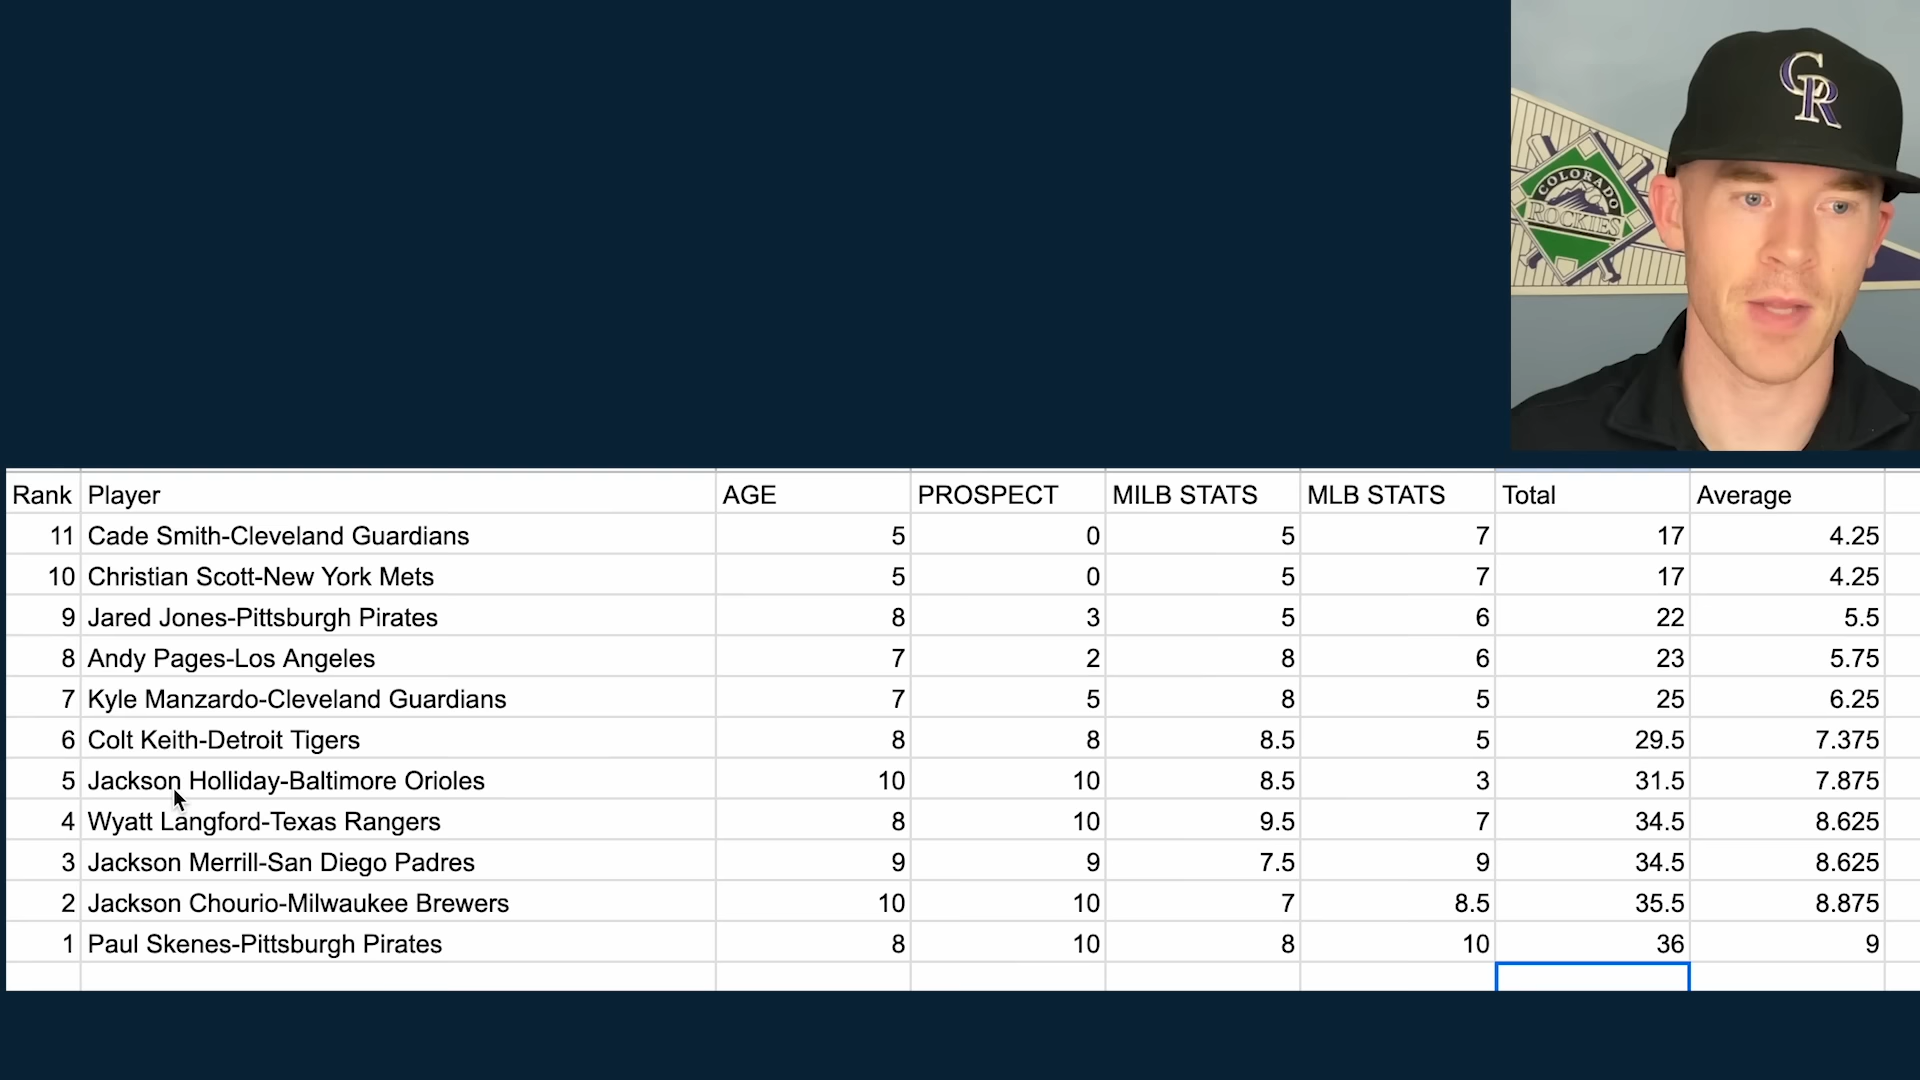 CR
COLORADO
ROCKIES
Rank Player AGE PROSPECT MILB STATS MLB STATS Total Average
11 Cade Smith-Cleveland Guardians 5 0 5 7 17 4.25
10 Christian Scott-New York Mets 5 0 5 7 17 4.25
9 Jared Jones-Pittsburgh Pirates 8 3 5 6 22 5.5
8 Andy Pages-Los Angeles 7 2 8 6 23 5.75
7 Kyle Manzardo-Cleveland Guardians 7 5 8 5 25 6.25
6 Colt Keith-Detroit Tigers 8 8 8.5 5 29.5 7.375
5 Jackson Holliday-Baltimore Orioles 10 10 8.5 3 31.5 7.875
4 Wyatt Langford-Texas Rangers 8 10 9.5 7 34.5 8.625
3 Jackson Merrill-San Diego Padres 9 9 7.5 9 34.5 8.625
2 Jackson Chourio-Milwaukee Brewers 10 10 7 8.5 35.5 8.875
1 Paul Skenes-Pittsburgh Pirates 8 10 8 10 36 9